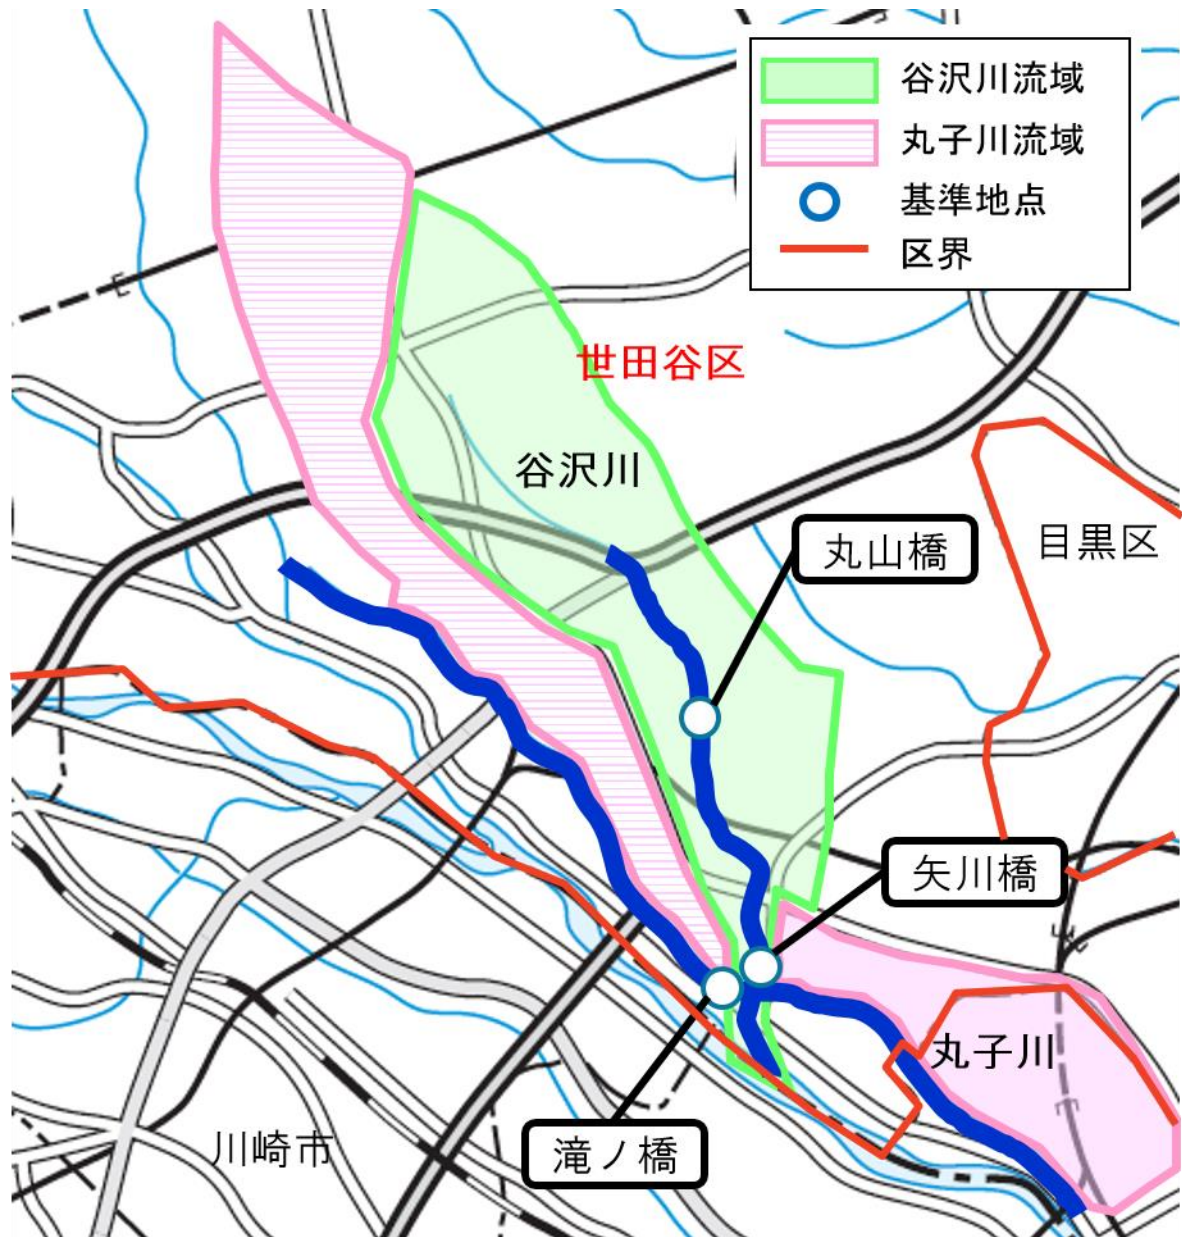 谷沢川流域
丸子川流域
基準地点
区界
世田谷区
谷沢川
丸山橋
目黒区
矢川橋
丸子川
滝ノ橋
川崎市